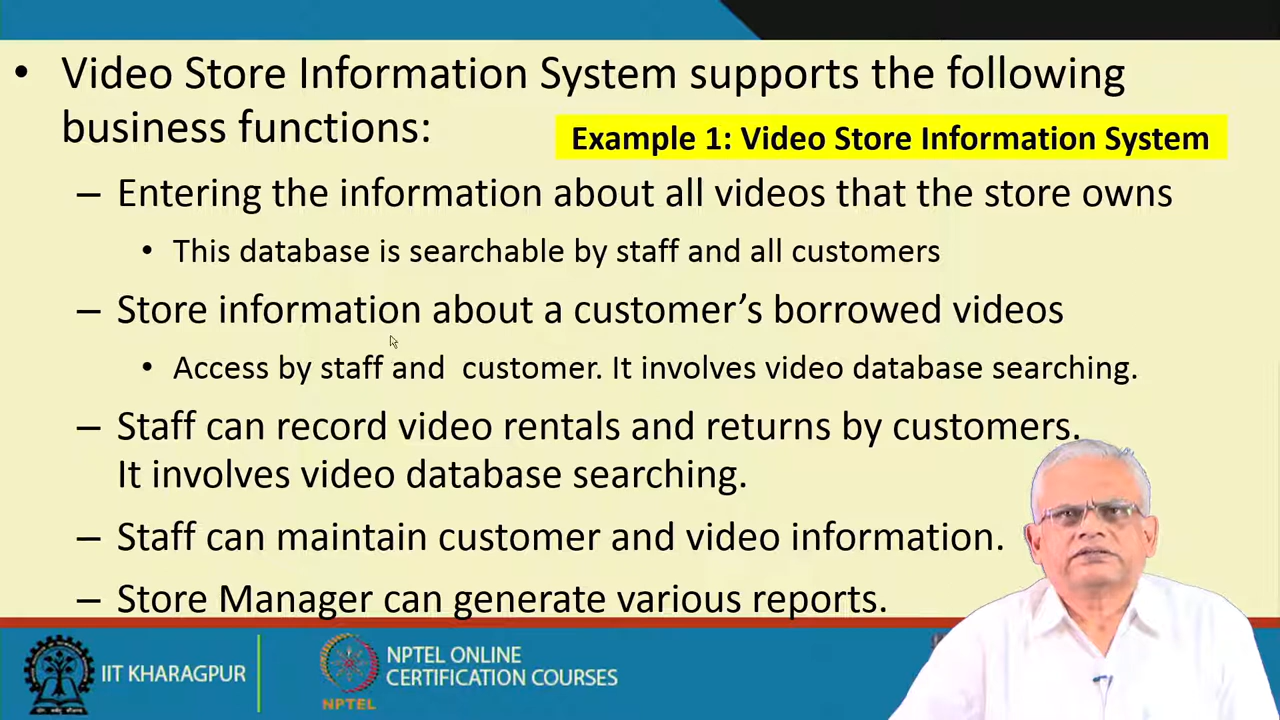 • Video Store Information System supports the following
business functions:
Example 1: Video Store Information System
– Entering the information about all videos that the store owns
• This database is searchable by staff and all customers
– Store information about a customer’s borrowed videos
• Access by staff and customer. It involves video database searching.
– Staff can record video rentals and returns by customers.
It involves video database searching.
– Staff can maintain customer and video information.
– Store Manager can generate various reports.
IIT KHARAGPUR
NPTEL
NPTEL ONLINE
CERTIFICATION COURSES